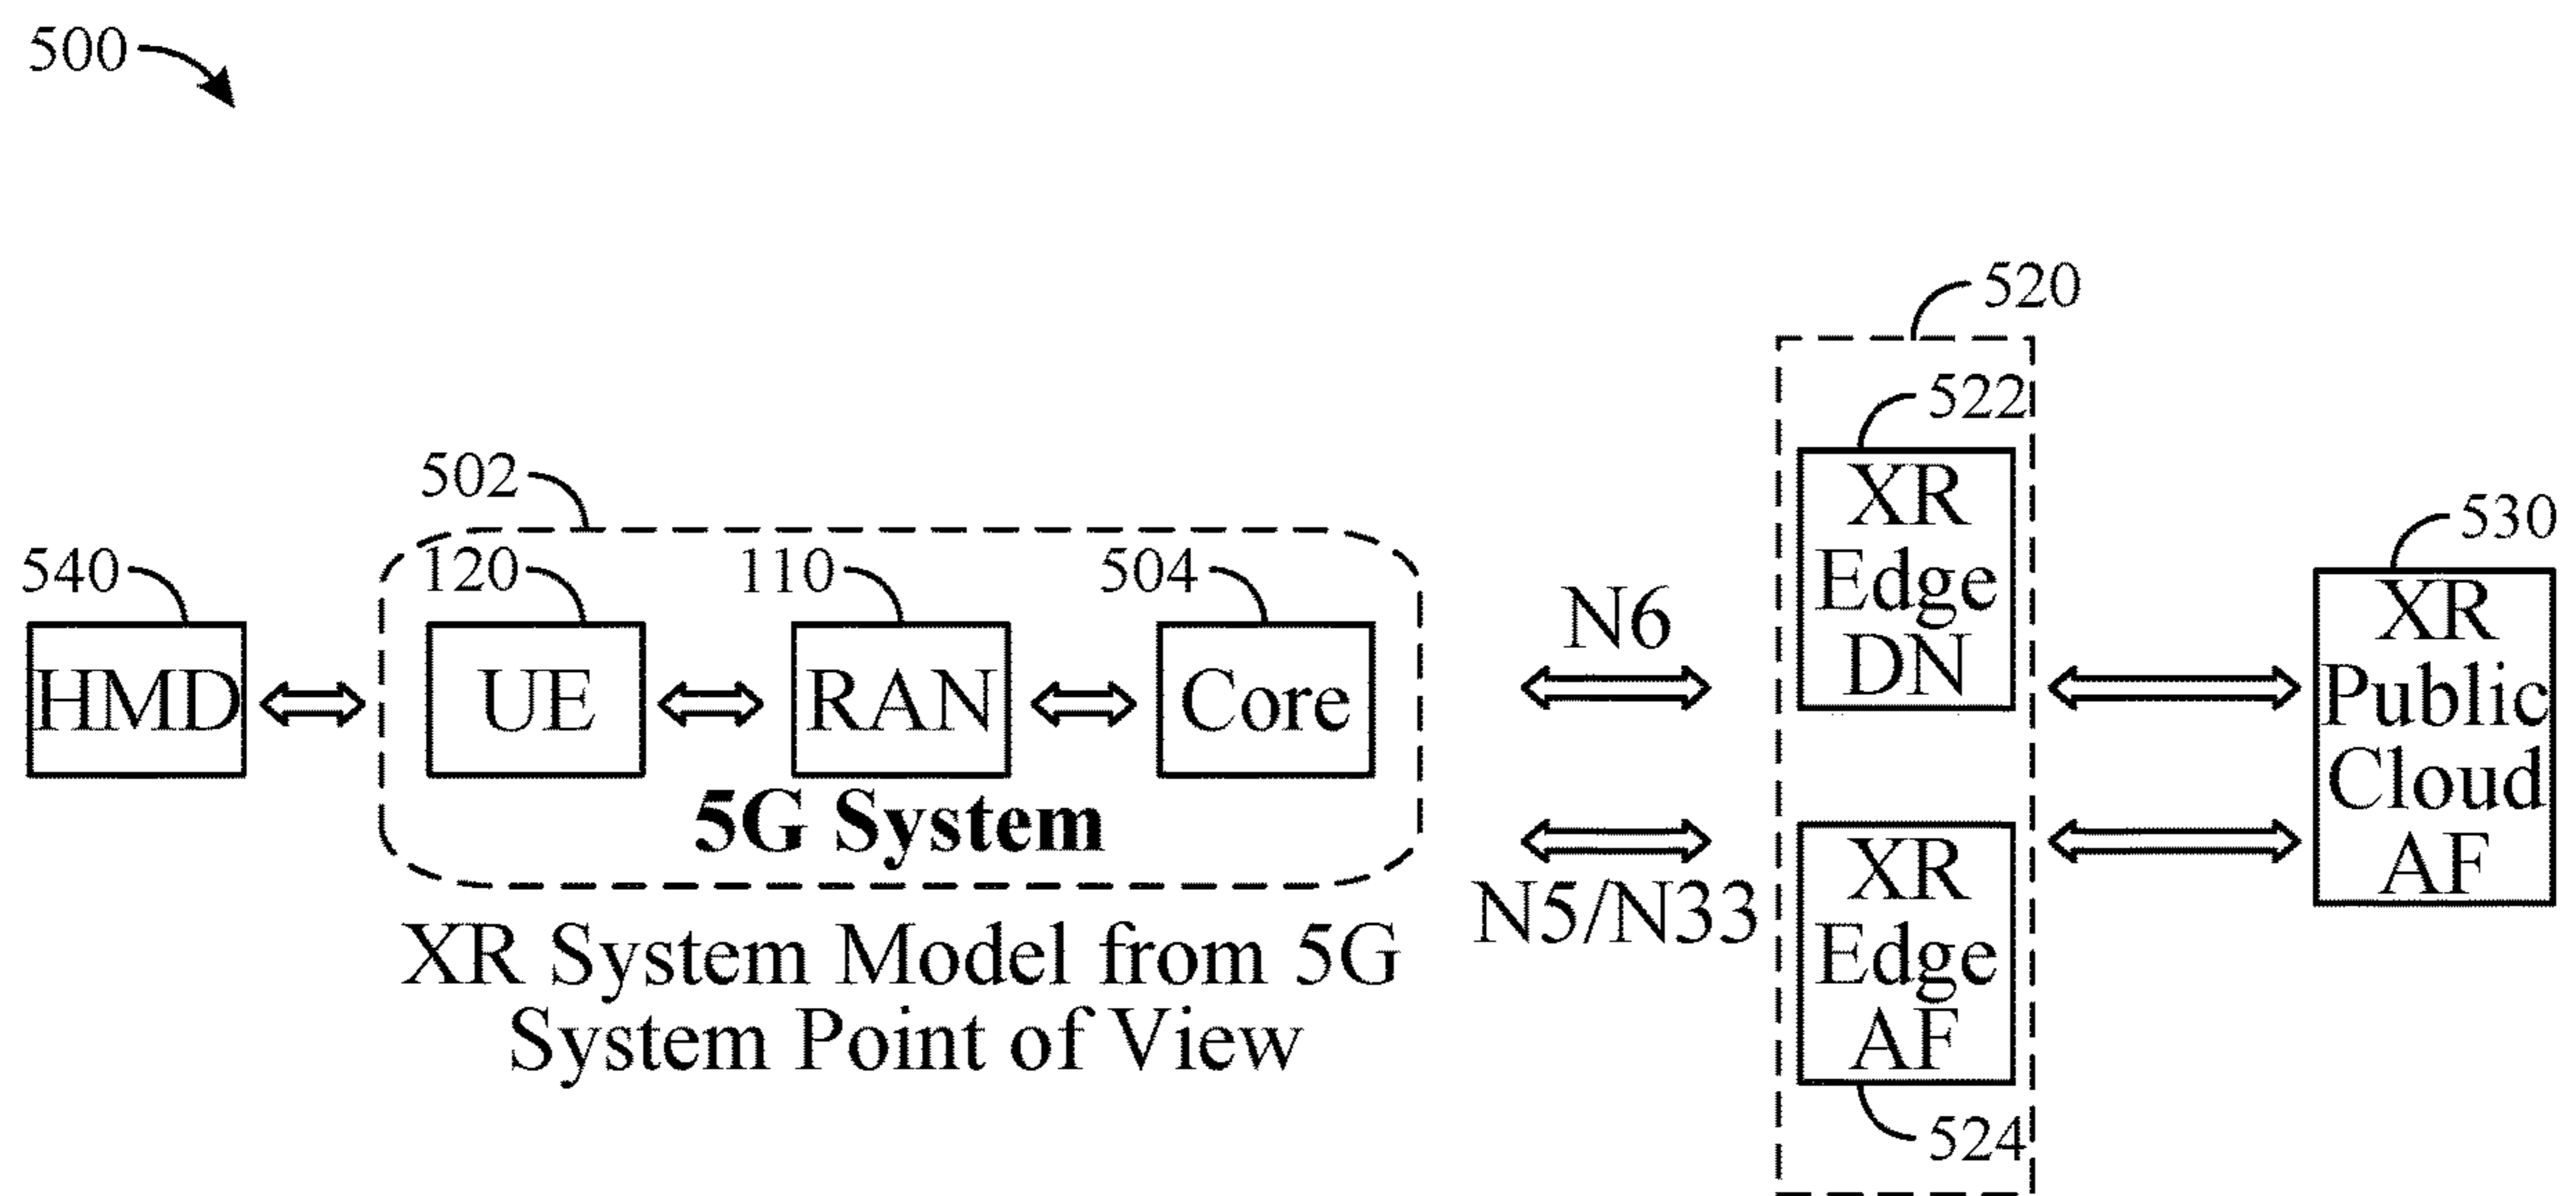 500
520
522
XR
Edge
DN
502
540
120
110
504
530
HMD
UE
RAN
Core
N6
XR
Public
Cloud
AF
5G System
N5/N33
XR
Edge
AF
524
XR System Model from 5G
System Point of View